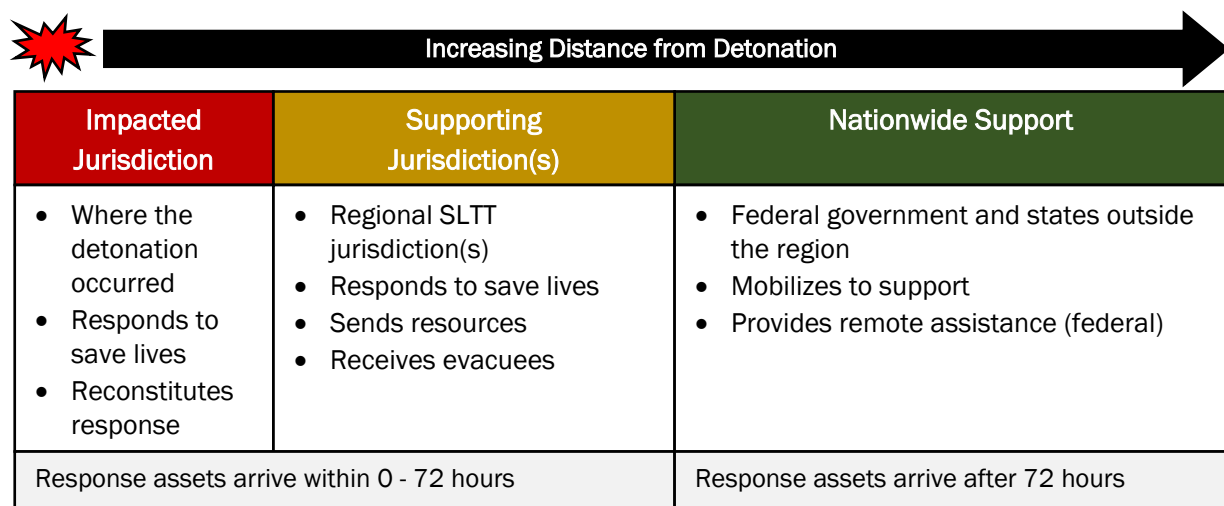 Increasing Distance from Detonation
Impacted
Jurisdiction
Supporting
Jurisdiction(s)
Nationwide Support
• Where the
detonation
occurred
• Responds to
save lives
• Reconstitutes
response
• Regional SLTT
jurisdiction(s)
• Responds to save lives
• Sends resources
• Receives evacuees
• Federal government and states outside
the region
• Mobilizes to support
• Provides remote assistance (federal)
Response assets arrive within 0 - 72 hours
Response assets arrive after 72 hours